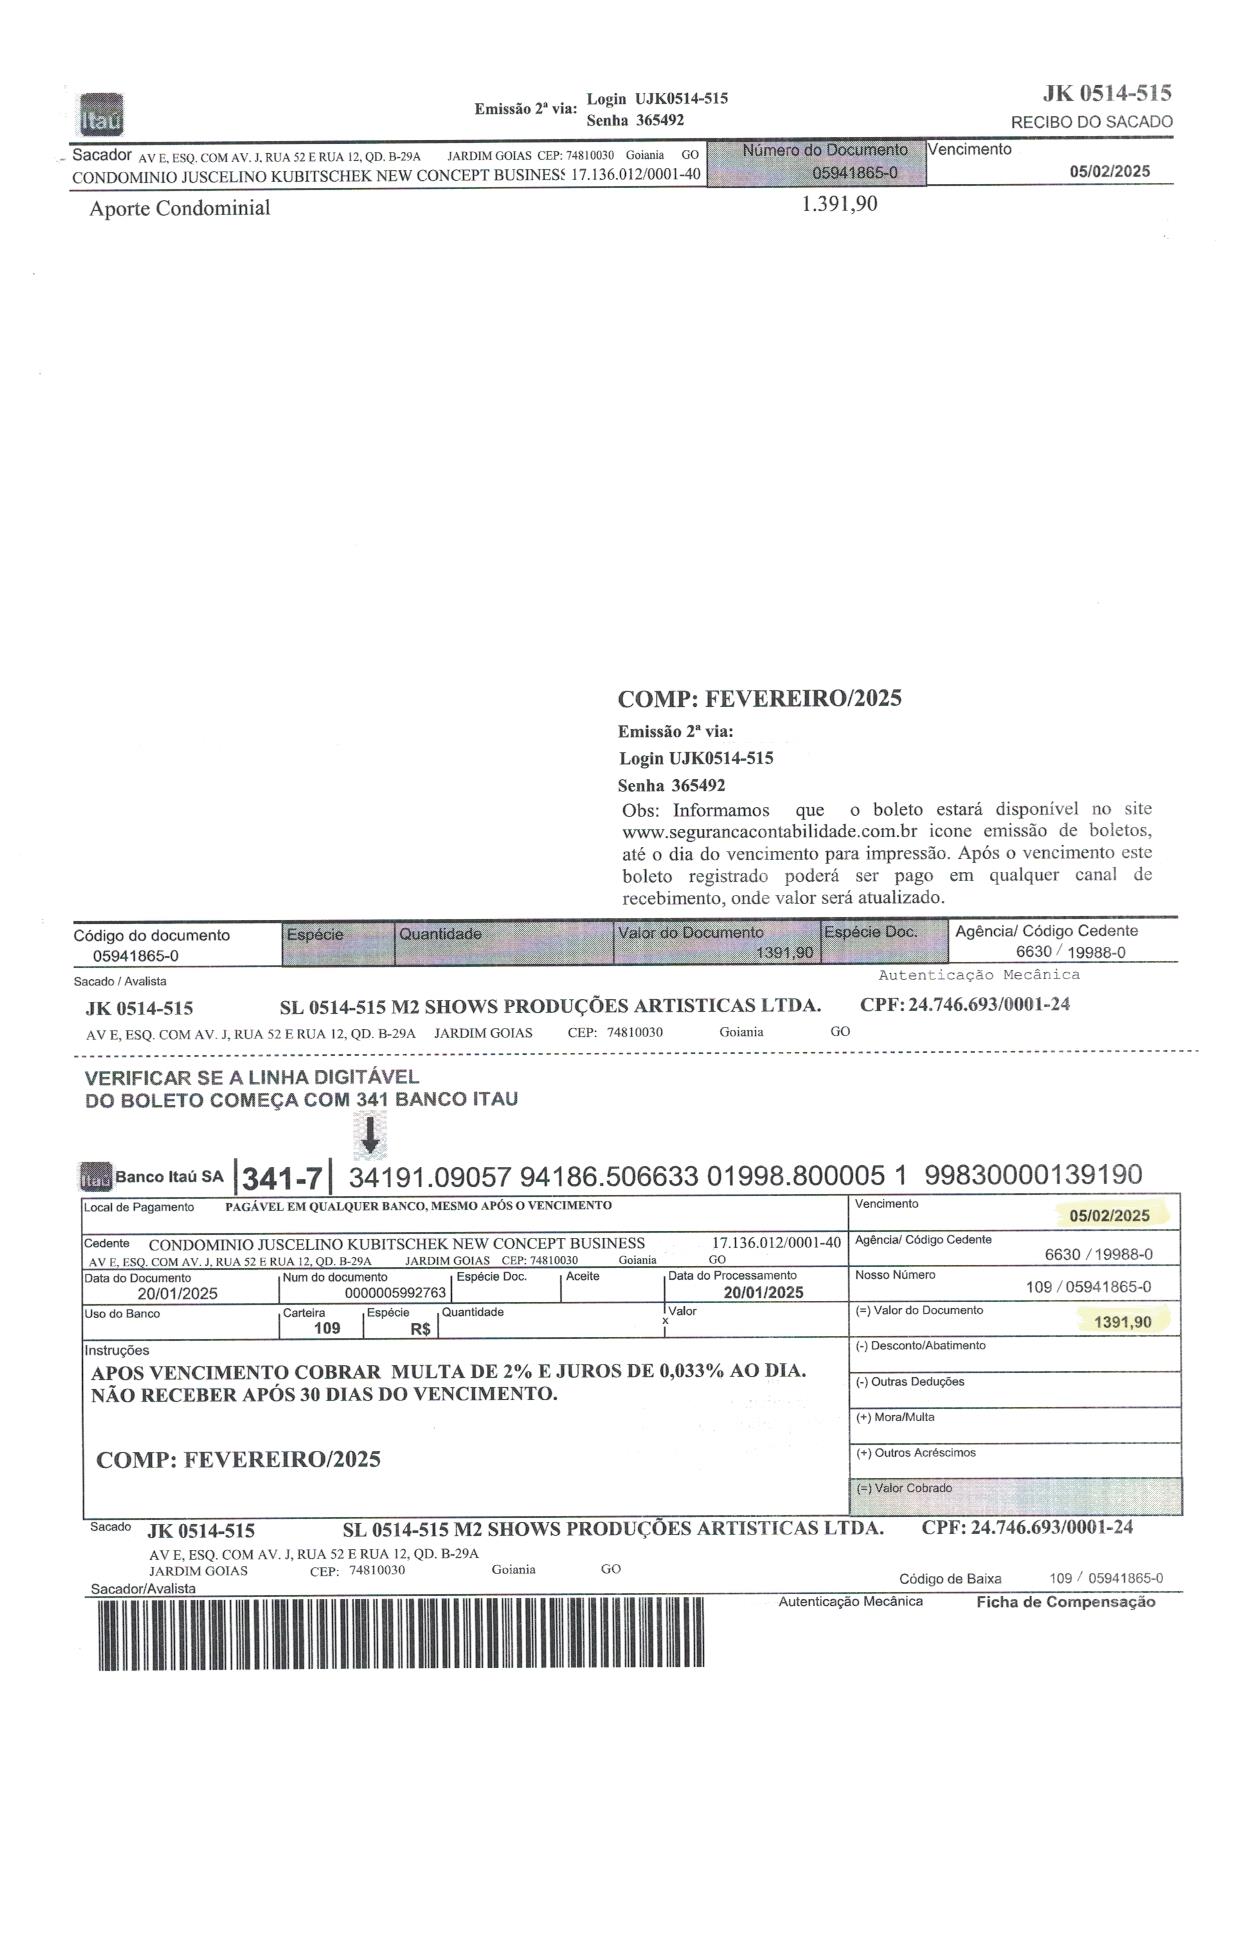 Itaú
Emissão 2ª via: Login UJK0514-515
Senha 365492
JK 0514-515
RECIBO DO SACADO
Sacador AV E, ESQ. COM AV. J, RUA 52 E RUA 12, QD. B-29A JARDIM GOIAS CEP: 74810030 Goiania GO
CONDOMINIO JUSCELINO KUBITSCHEK NEW CONCEPT BUSINESS 17.136.012/0001-40
Número do Documento
05941865-0
Vencimento
05/02/2025
Aporte Condominial 1.391,90
COMP: FEVEREIRO/2025
Emissão 2ª via:
Login UJK0514-515
Senha 365492
Obs: Informamos que o boleto estará disponível no site
www.segurancacontabilidade.com.br icone emissão de boletos,
até o dia do vencimento para impressão. Após o vencimento este
boleto registrado poderá ser pago em qualquer canal de
recebimento, onde valor será atualizado.
Código do documento Espécie Quantidade Valor do Documento Espécie Doc. Agência/ Código Cedente
05941865-0 1391,90 6630 / 19988-0
Sacado / Avalista Autenticação Mecânica
JK 0514-515 SL 0514-515 M2 SHOWS PRODUÇÕES ARTISTICAS LTDA. CPF: 24.746.693/0001-24
AV E, ESQ. COM AV. J, RUA 52 E RUA 12, QD. B-29A JARDIM GOIAS CEP: 74810030 Goiania GO
VERIFICAR SE A LINHA DIGITÁVEL
DO BOLETO COMEÇA COM 341 BANCO ITAU
Itaú Banco Itaú SA 341-7 34191.09057 94186.506633 01998.800005 1 99830000139190
Local de Pagamento PAGÁVEL EM QUALQUER BANCO, MESMO APÓS O VENCIMENTO
Vencimento
05/02/2025
Cedente CONDOMINIO JUSCELINO KUBITSCHEK NEW CONCEPT BUSINESS 17.136.012/0001-40
AV E, ESQ. COM AV. J, RUA 52 E RUA 12, QD. B-29A JARDIM GOIAS CEP: 74810030 Goiania GO
Agência/ Código Cedente
6630 / 19988-0
Data do Documento Num do documento Espécie Doc. Aceite Data do Processamento
20/01/2025 0000005992763 20/01/2025
Nosso Número
109 / 05941865-0
Uso do Banco Carteira Espécie Quantidade Valor
109 R$ x
(=) Valor do Documento
1391,90
Instruções
APOS VENCIMENTO COBRAR MULTA DE 2% E JUROS DE 0,033% AO DIA.
NÃO RECEBER APÓS 30 DIAS DO VENCIMENTO.
COMP: FEVEREIRO/2025
(-) Desconto/Abatimento
(-) Outras Deduções
(+) Mora/Multa
(+) Outros Acréscimos
(=) Valor Cobrado
Sacado JK 0514-515 SL 0514-515 M2 SHOWS PRODUÇÕES ARTISTICAS LTDA. CPF: 24.746.693/0001-24
AV E, ESQ. COM AV. J, RUA 52 E RUA 12, QD. B-29A
JARDIM GOIAS CEP: 74810030 Goiania GO
Código de Baixa 109 / 05941865-0
Sacador/Avalista
Autenticação Mecânica Ficha de Compensação